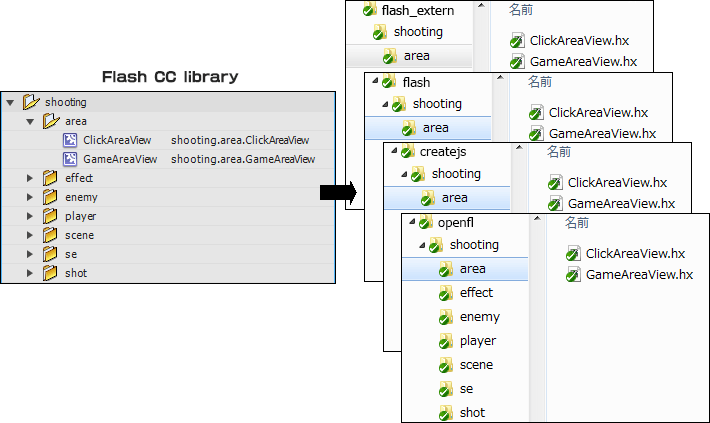 Flash CC library
shooting
area
ClickAreaView shooting.area.ClickAreaView
GameAreaView shooting.area.GameAreaView
effect
enemy
player
scene
se
shot
flash_extern
shooting
area
名前
ClickAreaView.hx
GameAreaView.hx
flash
shooting
area
名前
ClickAreaView.hx
GameAreaView.hx
createjs
shooting
area
名前
ClickAreaView.hx
GameAreaView.hx
openfl
shooting
area
effect
enemy
player
scene
se
shot
名前
ClickAreaView.hx
GameAreaView.hx